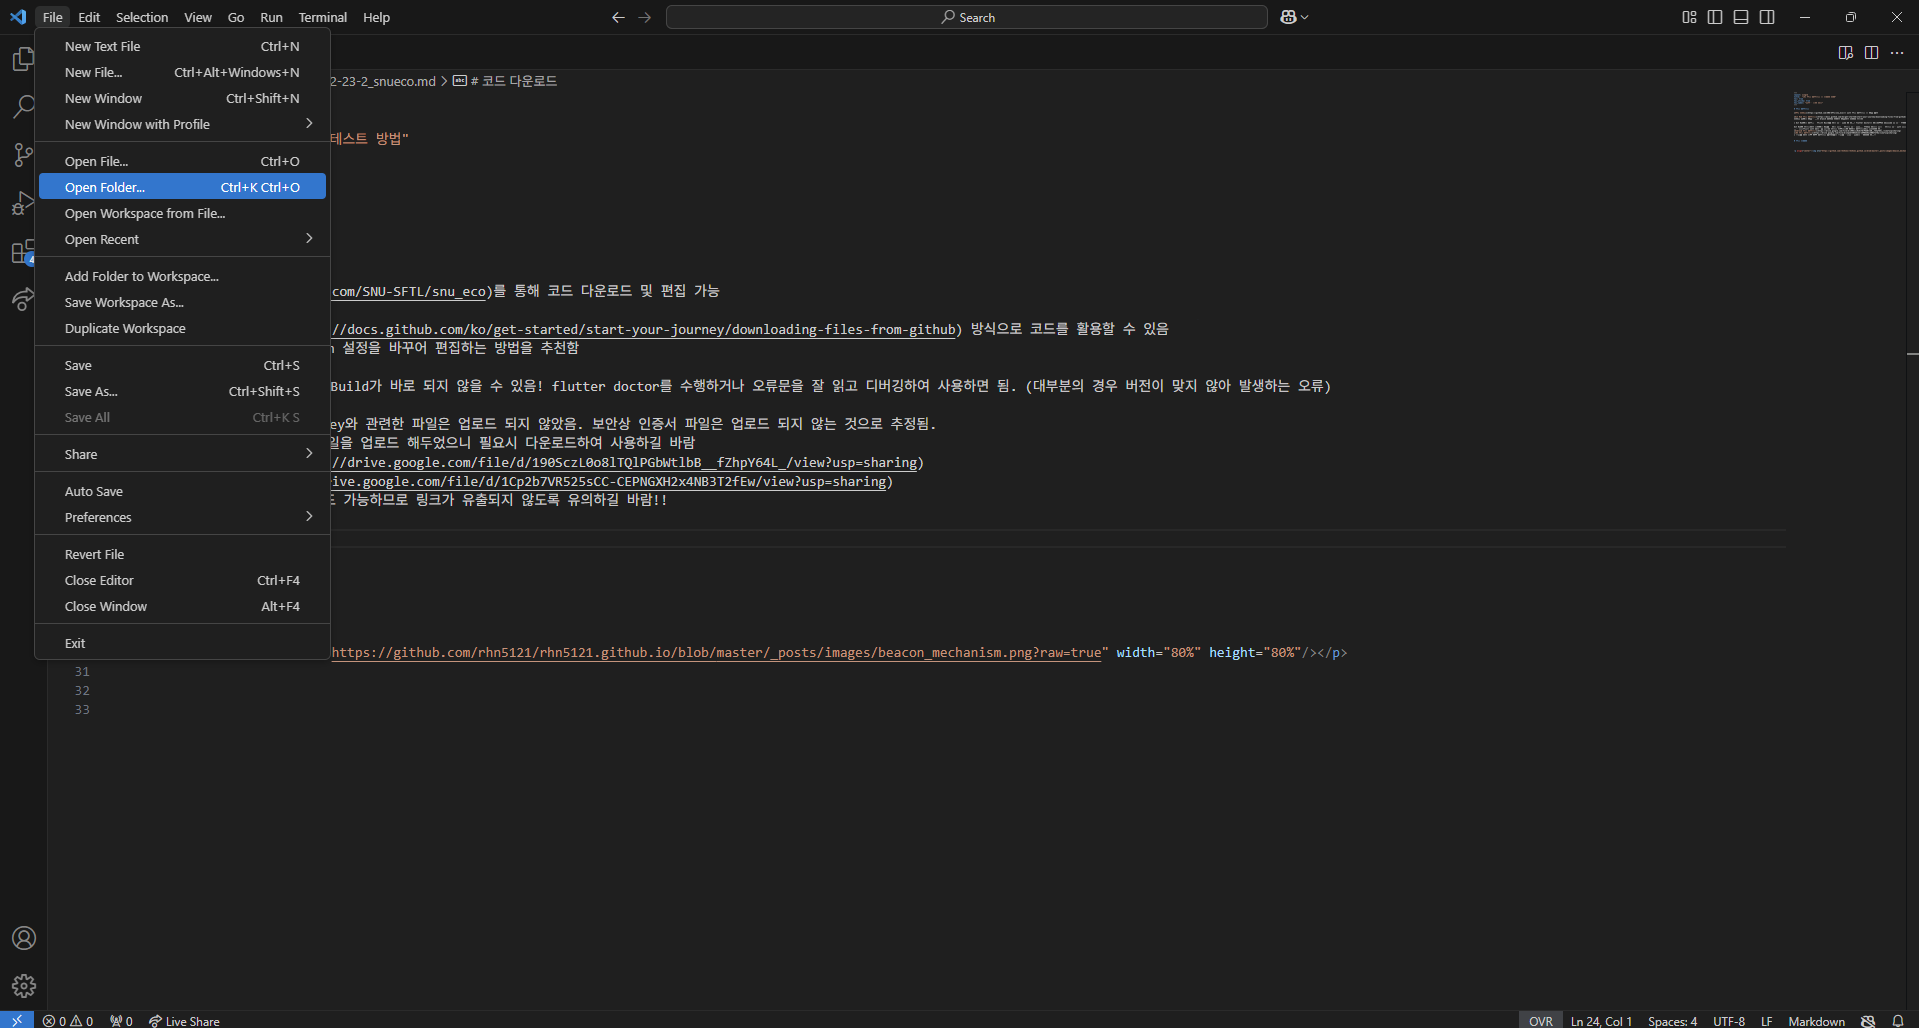 File Edit Selection View Go Run Terminal Help
Search
New Text File Ctrl+N
New File... Ctrl+Alt+Windows+N
New Window Ctrl+Shift+N
New Window with Profile
Open File... Ctrl+O
Open Folder... Ctrl+K Ctrl+O
Open Workspace from File...
Open Recent
Add Folder to Workspace...
Save Workspace As...
Duplicate Workspace
Save Ctrl+S
Save As... Ctrl+Shift+S
Save All Ctrl+K S
Share
Auto Save
Preferences
Revert File
Close Editor Ctrl+F4
Close Window Alt+F4
Exit
4
2-23-2_snueco.md > # 코드 다운로드
테스트 방법"
com/SNU-SFTL/snu_eco)를 통해 코드 다운로드 및 편집 가능
//docs.github.com/ko/get-started/start-your-journey/downloading-files-from-github) 방식으로 코드를 활용할 수 있음
설정을 바꾸어 편집하는 방법을 추천함
Build가 바로 되지 않을 수 있음! flutter doctor를 수행하거나 오류문을 잘 읽고 디버깅하여 사용하면 됨. (대부분의 경우 버전이 맞지 않아 발생하는 오류)
ey와 관련한 파일은 업로드 되지 않았음. 보안상 인증서 파일은 업로드 되지 않는 것으로 추정됨.
일을 업로드 해두었으니 필요시 다운로드하여 사용하길 바람
//drive.google.com/file/d/190SczL0o8lTQlPGbWtlbB__fZhpY64L_/view?usp=sharing)
ive.google.com/file/d/1Cp2b7VR525sCC-CEPNGXH2x4NB3T2fEw/view?usp=sharing)
가능하므로 링크가 유출되지 않도록 유의하길 바람!!
https://github.com/rhn5121/rhn5121.github.io/blob/master/_posts/images/beacon_mechanism.png?raw=true" width="80%" height="80%"/></p>
31
32
33
0 0 0 Live Share OVR Ln 24, Col 1 Spaces: 4 UTF-8 LF Markdown